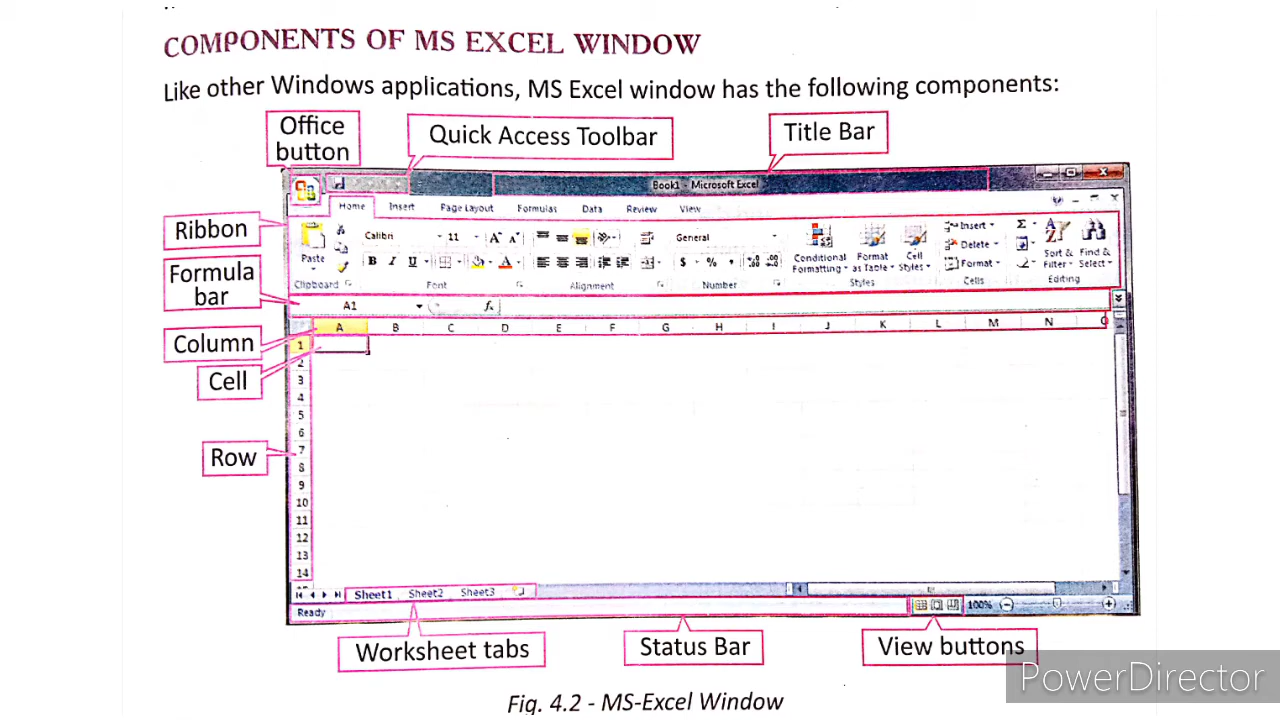 COMPONENTS OF MS EXCEL WINDOW
Like other Windows applications, MS Excel window has the following components:
Office
button
Quick Access Toolbar
Title Bar
Book1 - Microsoft Excel
Home Insert Page Layout Formulas Data Review View
Ribbon
Calibri 11 General Insert Σ
Paste B I U $ % Conditional Format Cell Delete Sort & Find &
Formatting as Table Styles Format Filter Select
Clipboard Font Alignment Number Styles Cells Editing
Formula
bar
A1 fx
A B C D E F G H I J K L M N O
Column
1
2
Cell
3
4
5
6
Row
7
8
9
10
11
12
13
14
Sheet1 Sheet2 Sheet3
Ready 100%
Worksheet tabs
Status Bar
View buttons
PowerDirector
Fig. 4.2 - MS-Excel Window